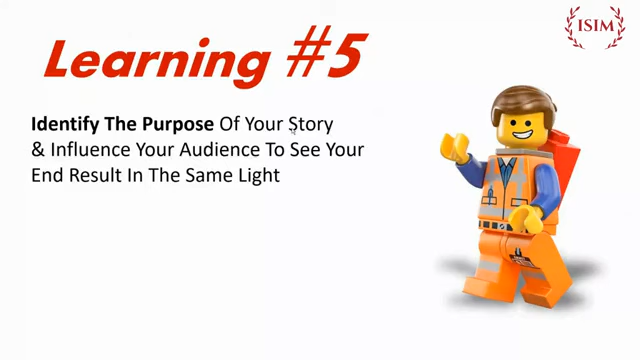 ISIM
Learning #5
Identify The Purpose Of Your Story
& Influence Your Audience To See Your
End Result In The Same Light